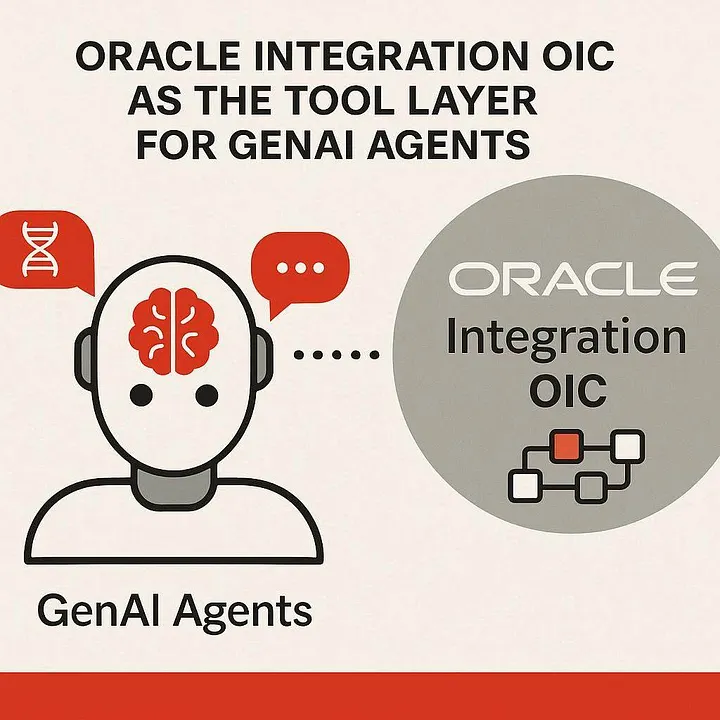 ORACLE INTEGRATION OIC
AS THE TOOL LAYER
FOR GENAI AGENTS
ORACLE
Integration
OIC
GenAI Agents